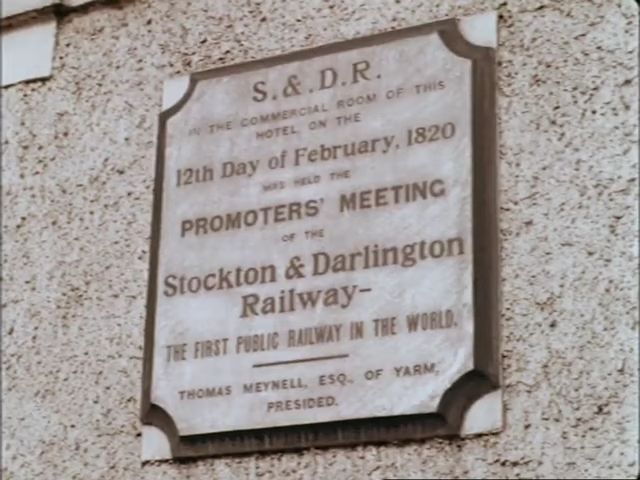 S. & D. R.
IN THE COMMERCIAL ROOM OF THIS
HOTEL ON THE
12th Day of February, 1820
WAS HELD THE
PROMOTERS' MEETING
OF THE
Stockton & Darlington
Railway–
THE FIRST PUBLIC RAILWAY IN THE WORLD.
THOMAS MEYNELL, ESQ., OF YARM,
PRESIDED.